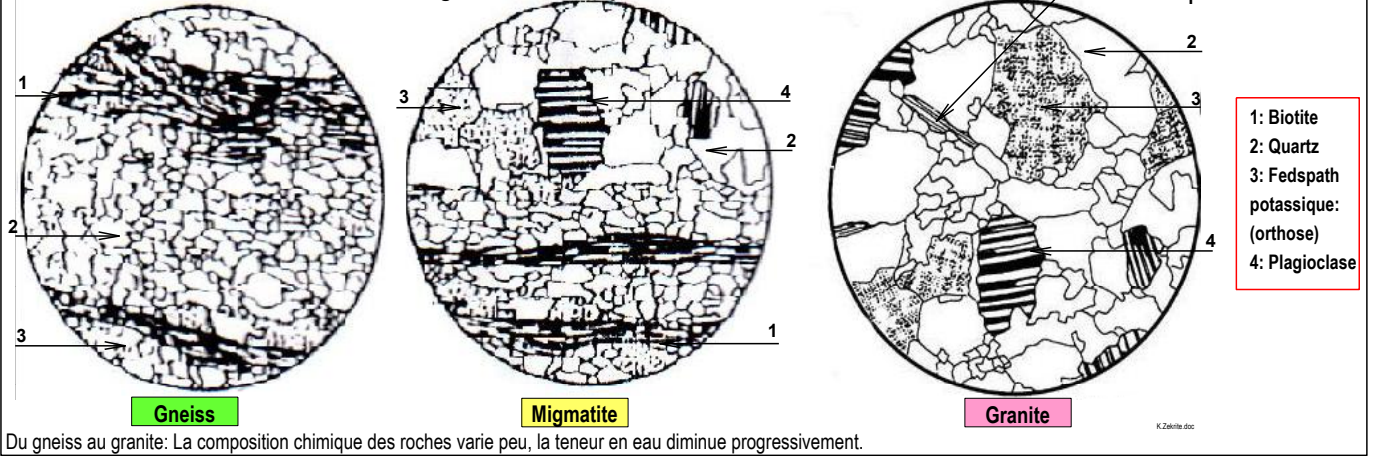 1
2
3
Gneiss
3
4
2
1
Migmatite
2
3
4
Granite
1: Biotite
2: Quartz
3: Fedspath
potassique:
(orthose)
4: Plagioclase
K.Zekrite.doc
Du gneiss au granite: La composition chimique des roches varie peu, la teneur en eau diminue progressivement.